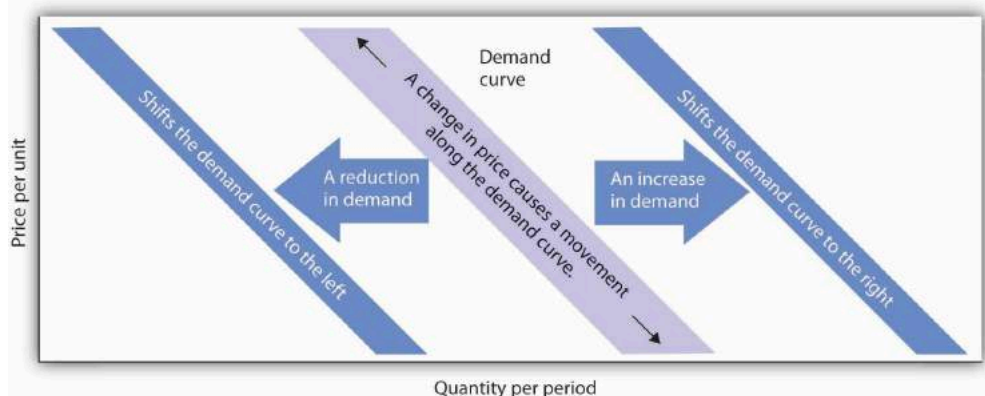 Price per unit
Shifts the demand curve to the left
A reduction
in demand
A change in price causes a movement
along the demand curve.
Demand
curve
An increase
in demand
Shifts the demand curve to the right
Quantity per period